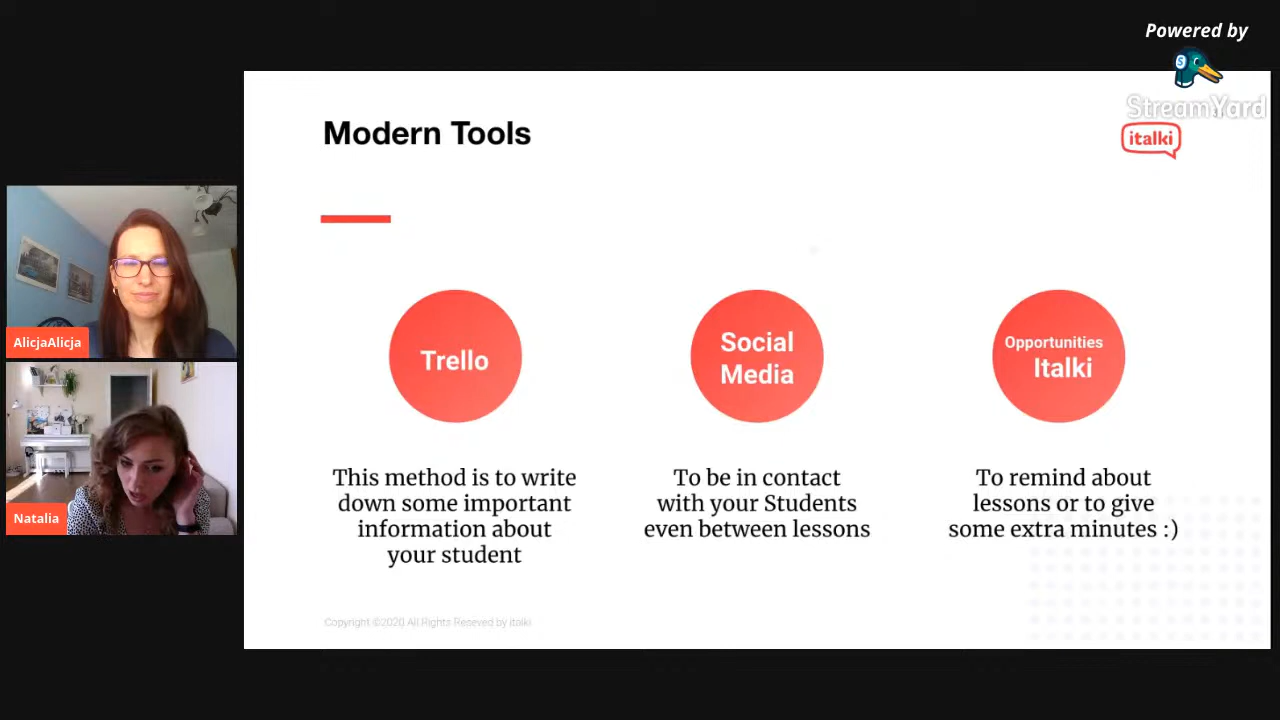 Powered by
StreamYard
Modern Tools
italki
AlicjaAlicja
Natalia
Trello
Social
Media
Opportunities
Italki
This method is to write
down some important
information about
your student
To be in contact
with your Students
even between lessons
To remind about
lessons or to give
some extra minutes :)
Copyright ©2020 All Rights Reseved by italki